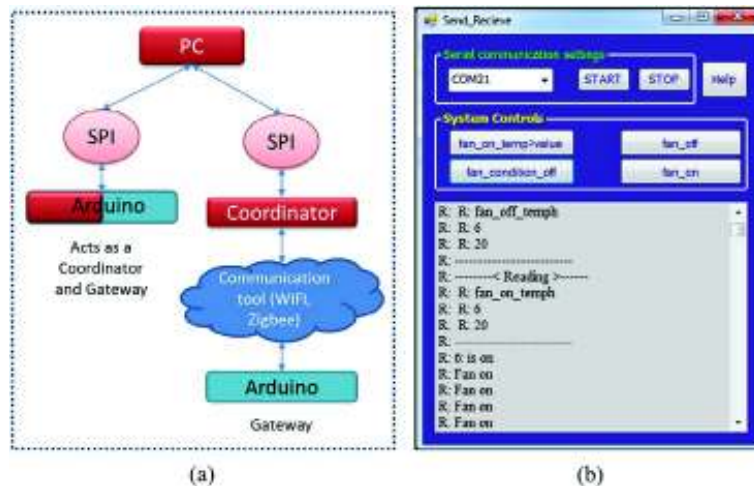 PC
SPI
SPI
Arduino
Coordinator
Acts as a
Coordinator
and Gateway
Communication
tool (WIFI,
Zigbee)
Arduino
Gateway
(a)
Send_Recieve
Serial communication settings
COM21
START
STOP
Help
System Controls
fan_on_temp>value
fan_off
fan_condition_off
fan_on
R: R: fan_off_temph
R: R: 6
R: R: 20
R: -------------------------
R: --------< Reading >------
R: R: fan_on_temph
R: R: 6
R: R: 20
R: -------------------------
R: 6: is on
R: Fan on
R: Fan on
R: Fan on
R: Fan on
(b)